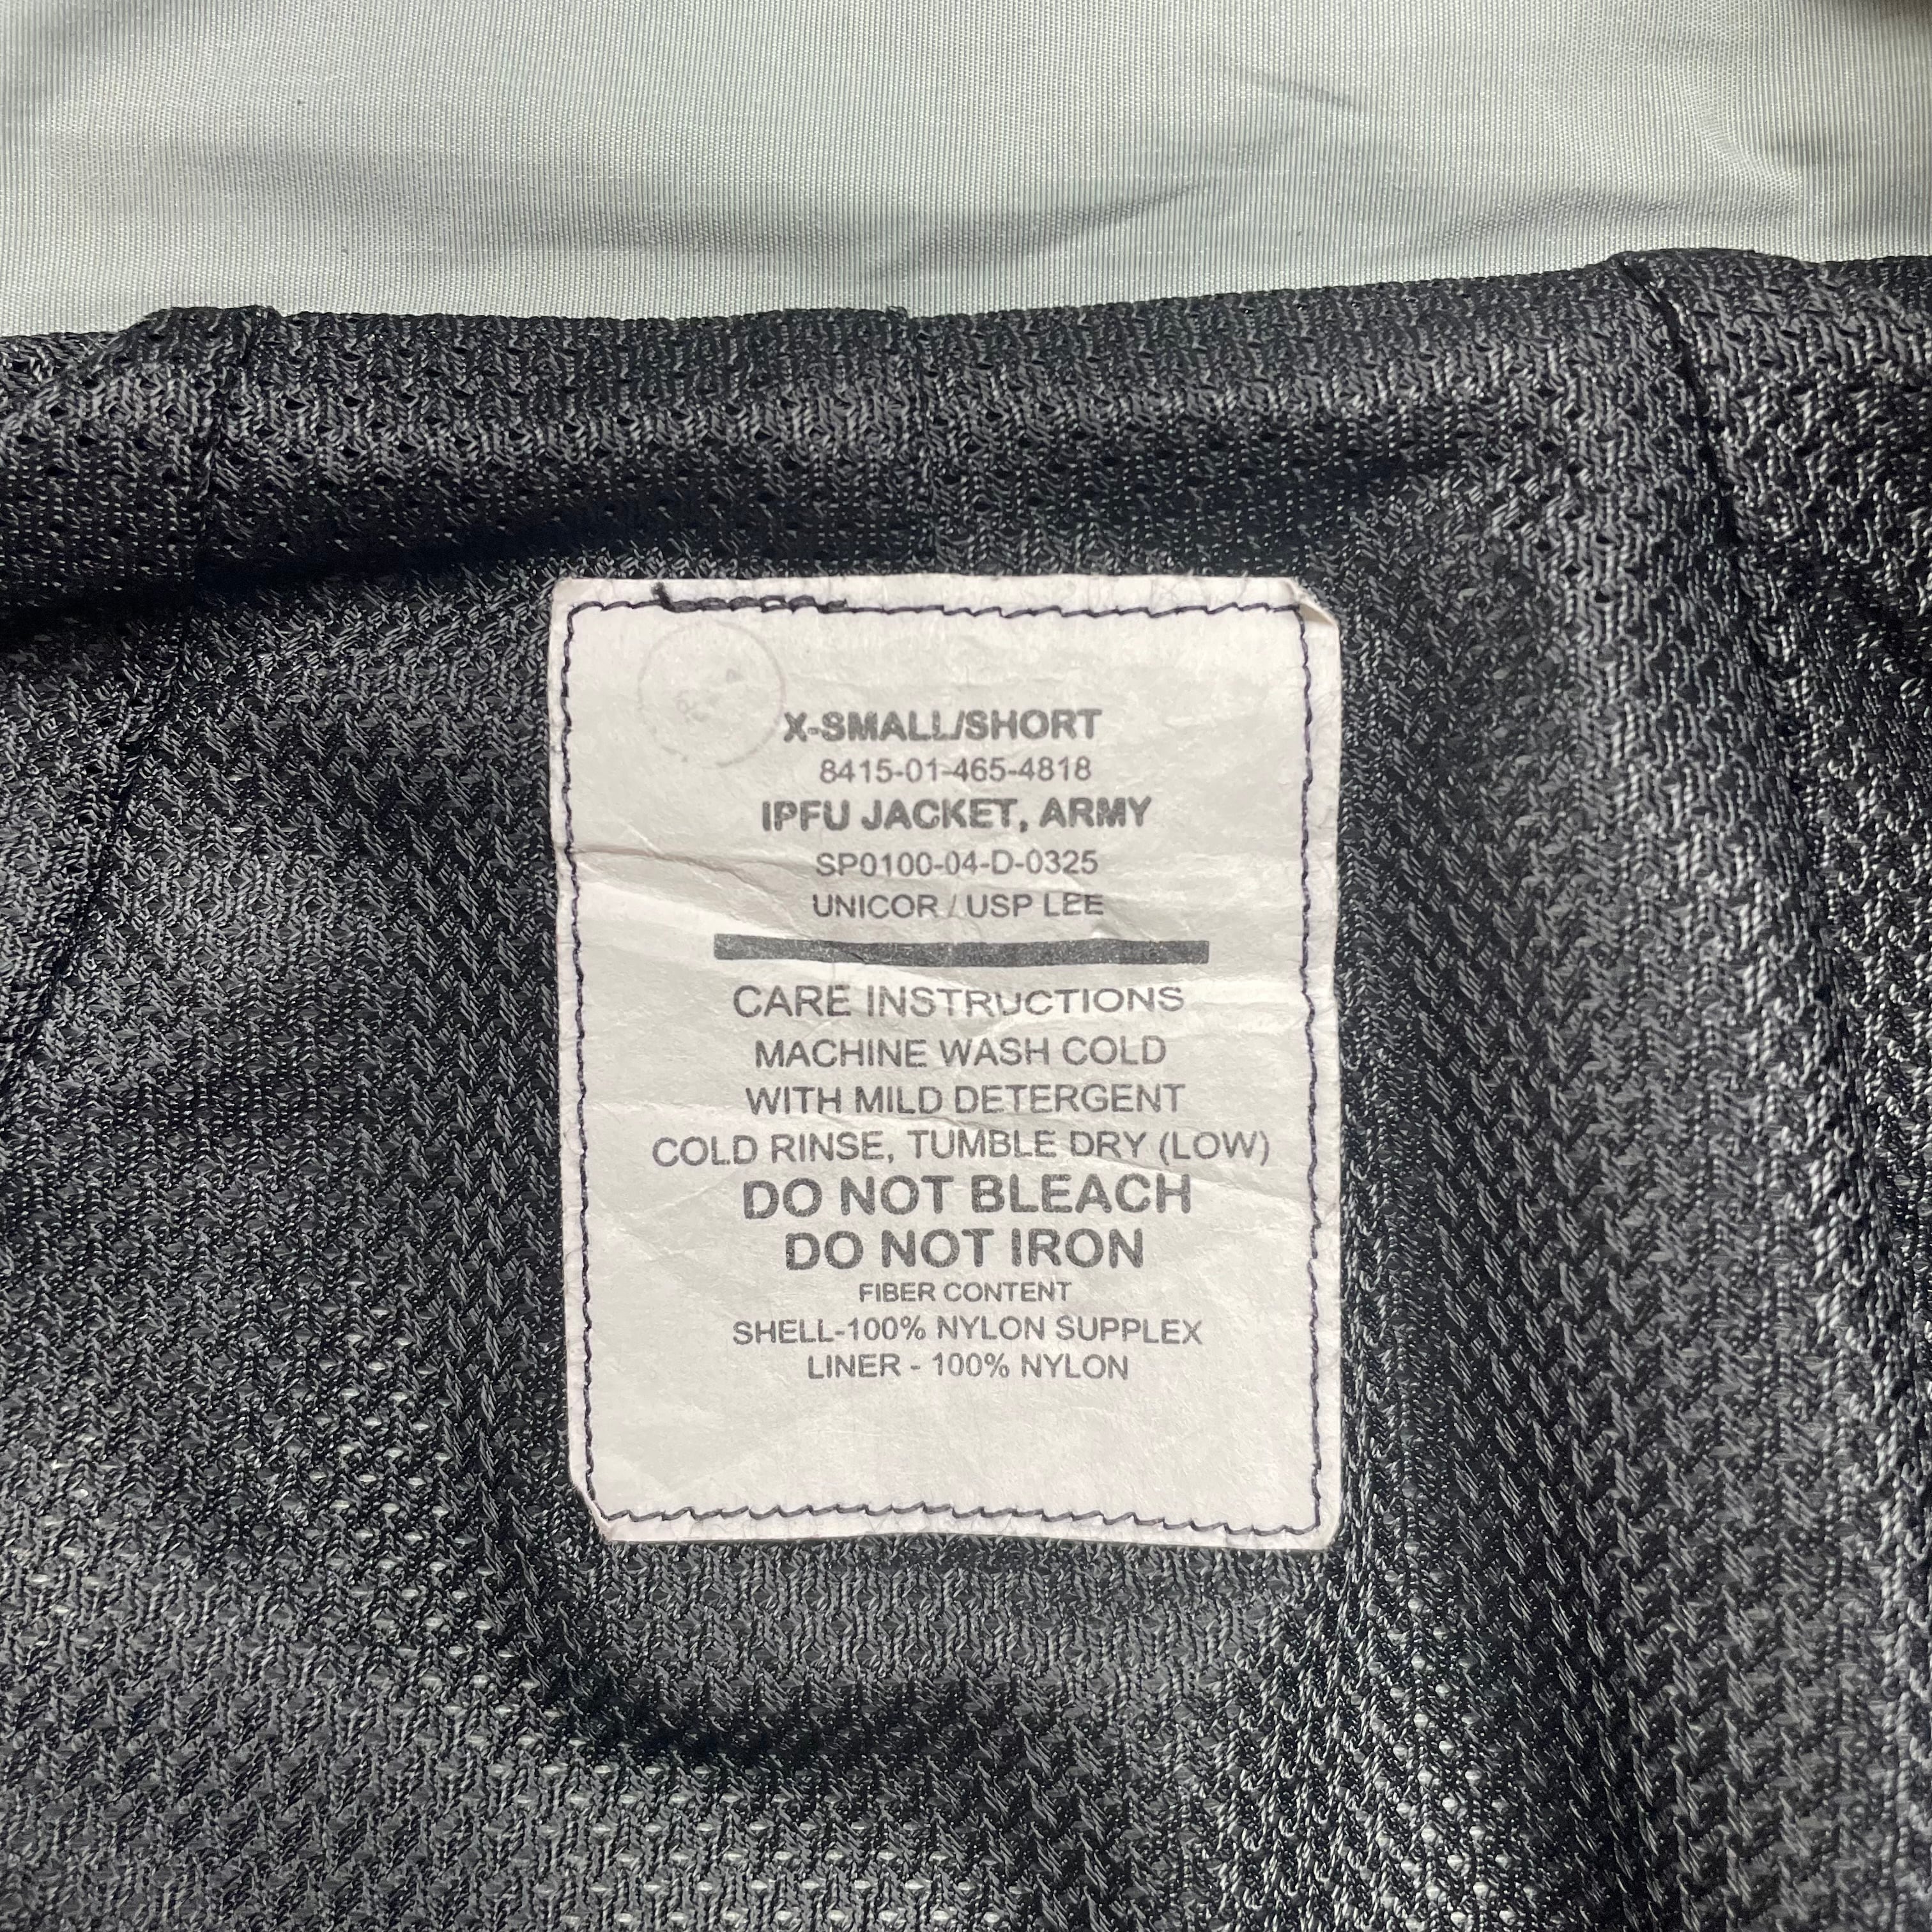 X-SMALL/SHORT
8415-01-465-4818
IPFU JACKET, ARMY
SP0100-04-D-0325
UNICOR / USP LEE
CARE INSTRUCTIONS
MACHINE WASH COLD
WITH MILD DETERGENT
COLD RINSE, TUMBLE DRY (LOW)
DO NOT BLEACH
DO NOT IRON
FIBER CONTENT
SHELL-100% NYLON SUPPLEX
LINER - 100% NYLON